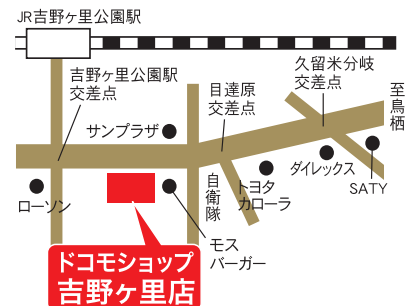 JR吉野ヶ里公園駅
吉野ヶ里公園駅
交差点
サンプラザ
目達原
交差点
久留米分岐
交差点
至鳥栖
ローソン
モス
バーガー
自衛隊
トヨタ
カローラ
ダイレックス
SATY
ドコモショップ
吉野ヶ里店